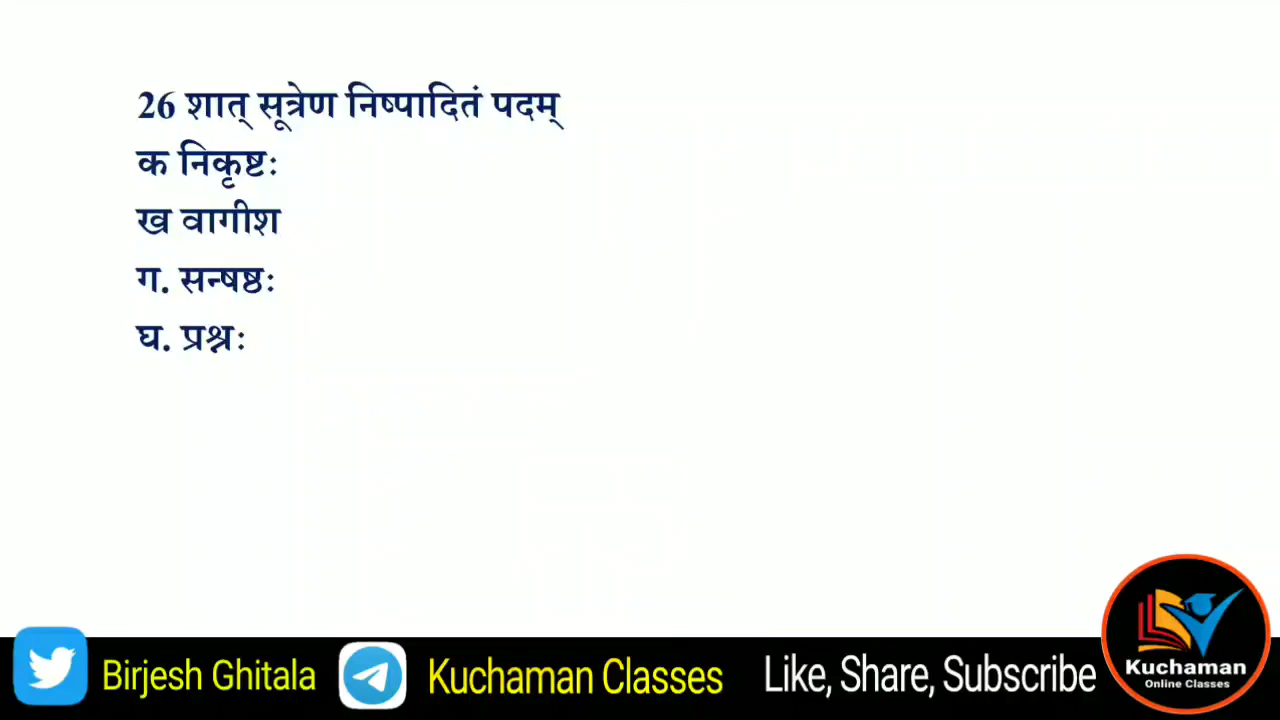 26 शात् सूत्रेण निष्पादितं पदम्
क निकृष्टः
ख वागीश
ग. सन्षष्ठः
घ. प्रश्नः
Birjesh Ghitala
Kuchaman Classes
Like, Share, Subscribe
Kuchaman
Online Classes